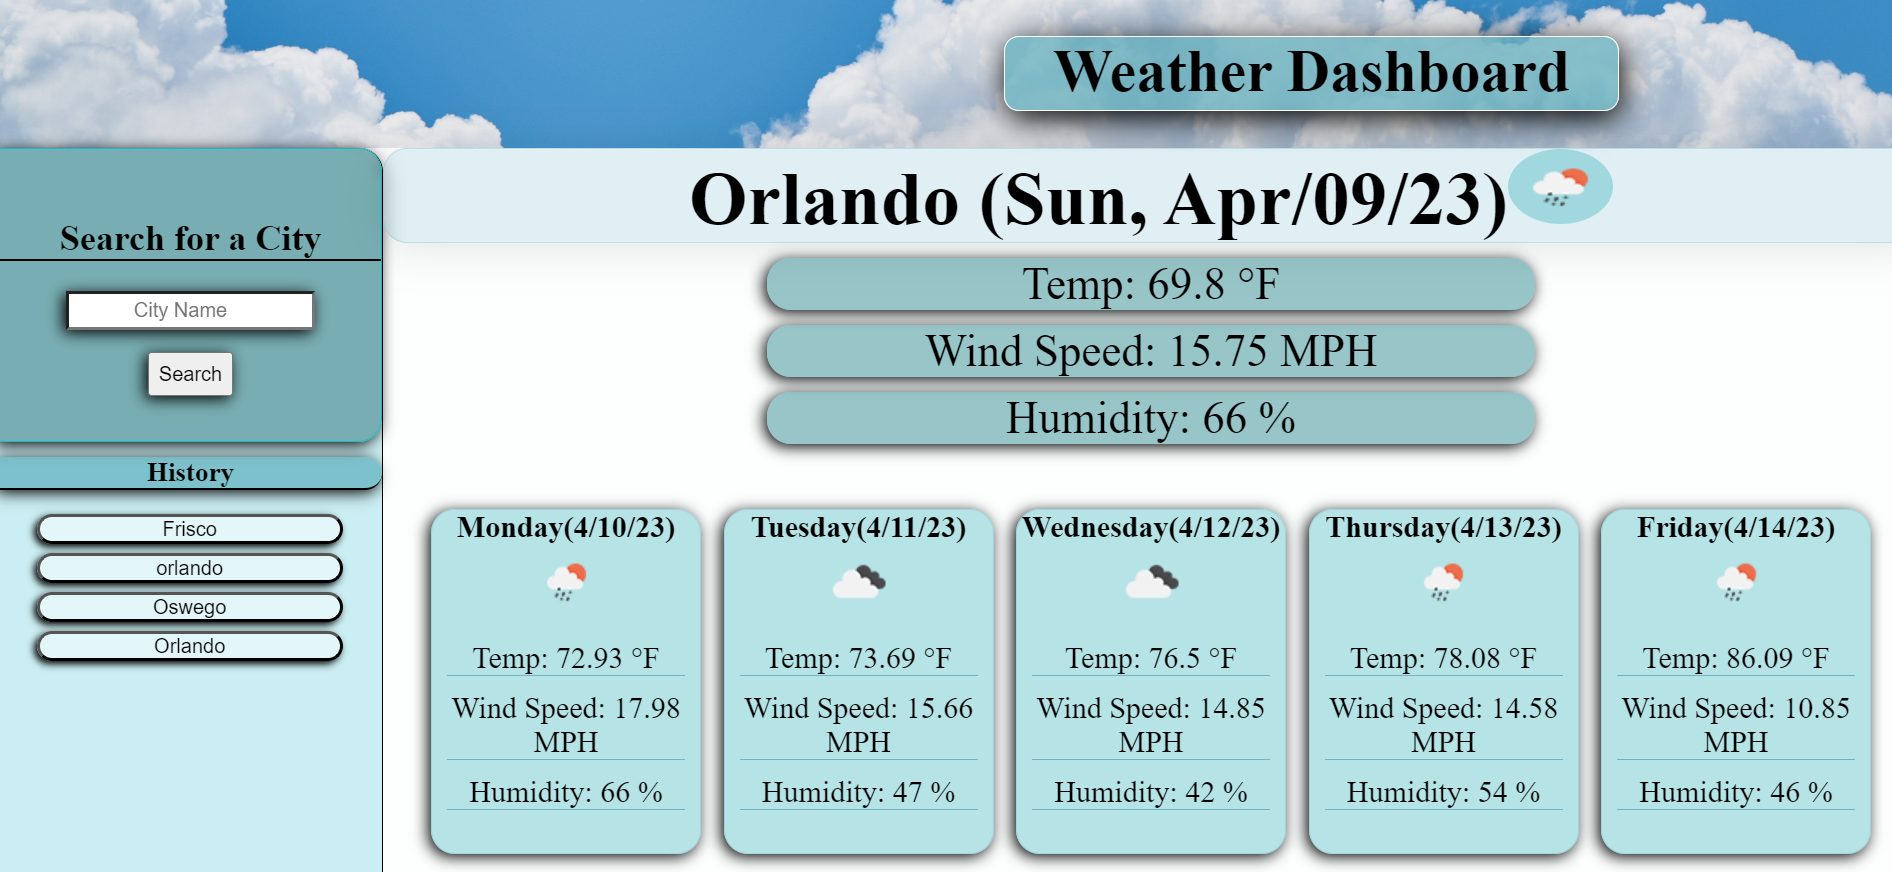 Weather Dashboard
Search for a City
City Name
Search
History
Frisco
orlando
Oswego
Orlando
Orlando (Sun, Apr/09/23)
Temp: 69.8 °F
Wind Speed: 15.75 MPH
Humidity: 66 %
Monday(4/10/23)
Temp: 72.93 °F
Wind Speed: 17.98
MPH
Humidity: 66 %
Tuesday(4/11/23)
Temp: 73.69 °F
Wind Speed: 15.66
MPH
Humidity: 47 %
Wednesday(4/12/23)
Temp: 76.5 °F
Wind Speed: 14.85
MPH
Humidity: 42 %
Thursday(4/13/23)
Temp: 78.08 °F
Wind Speed: 14.58
MPH
Humidity: 54 %
Friday(4/14/23)
Temp: 86.09 °F
Wind Speed: 10.85
MPH
Humidity: 46 %